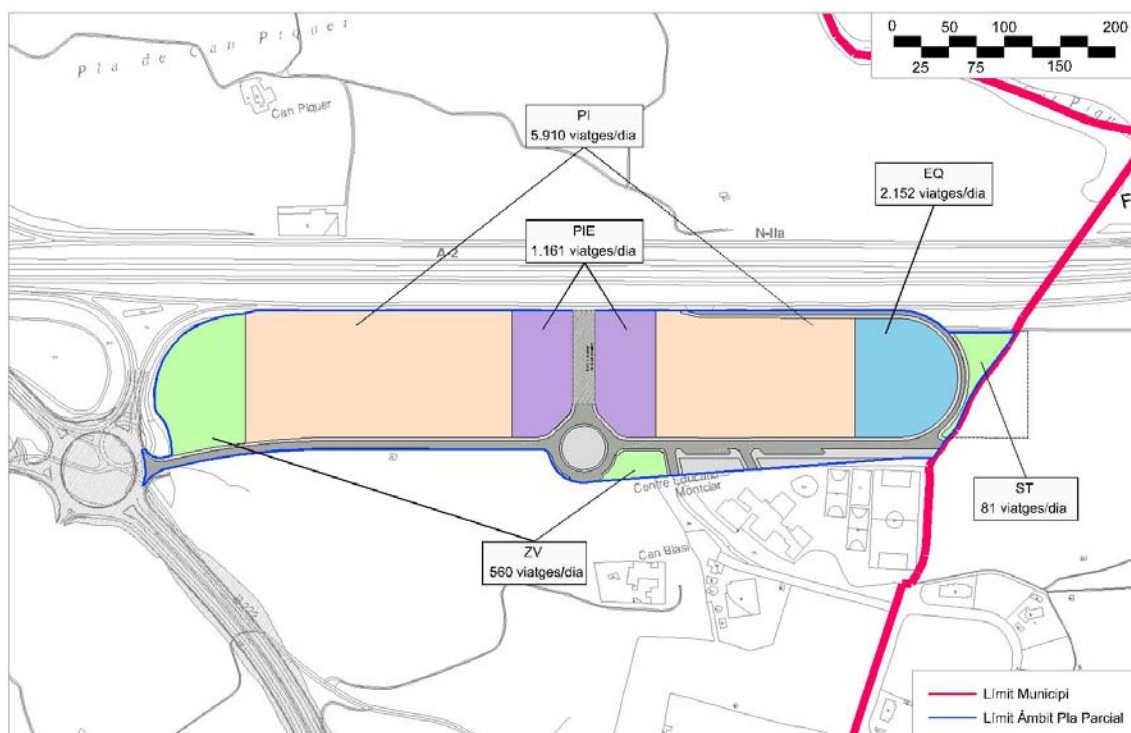 Pla de Can Piquer
Can Piquer
0 50 100 200
25 75 150
PI
5.910 viatges/dia
EQ
2.152 viatges/dia
PIE
1.161 viatges/dia
A-2
N-IIa
F
Centre Educatiu
Montclar
ST
81 viatges/dia
ZV
560 viatges/dia
Can Blasi
Límit Municipi
Límit Àmbit Pla Parcial